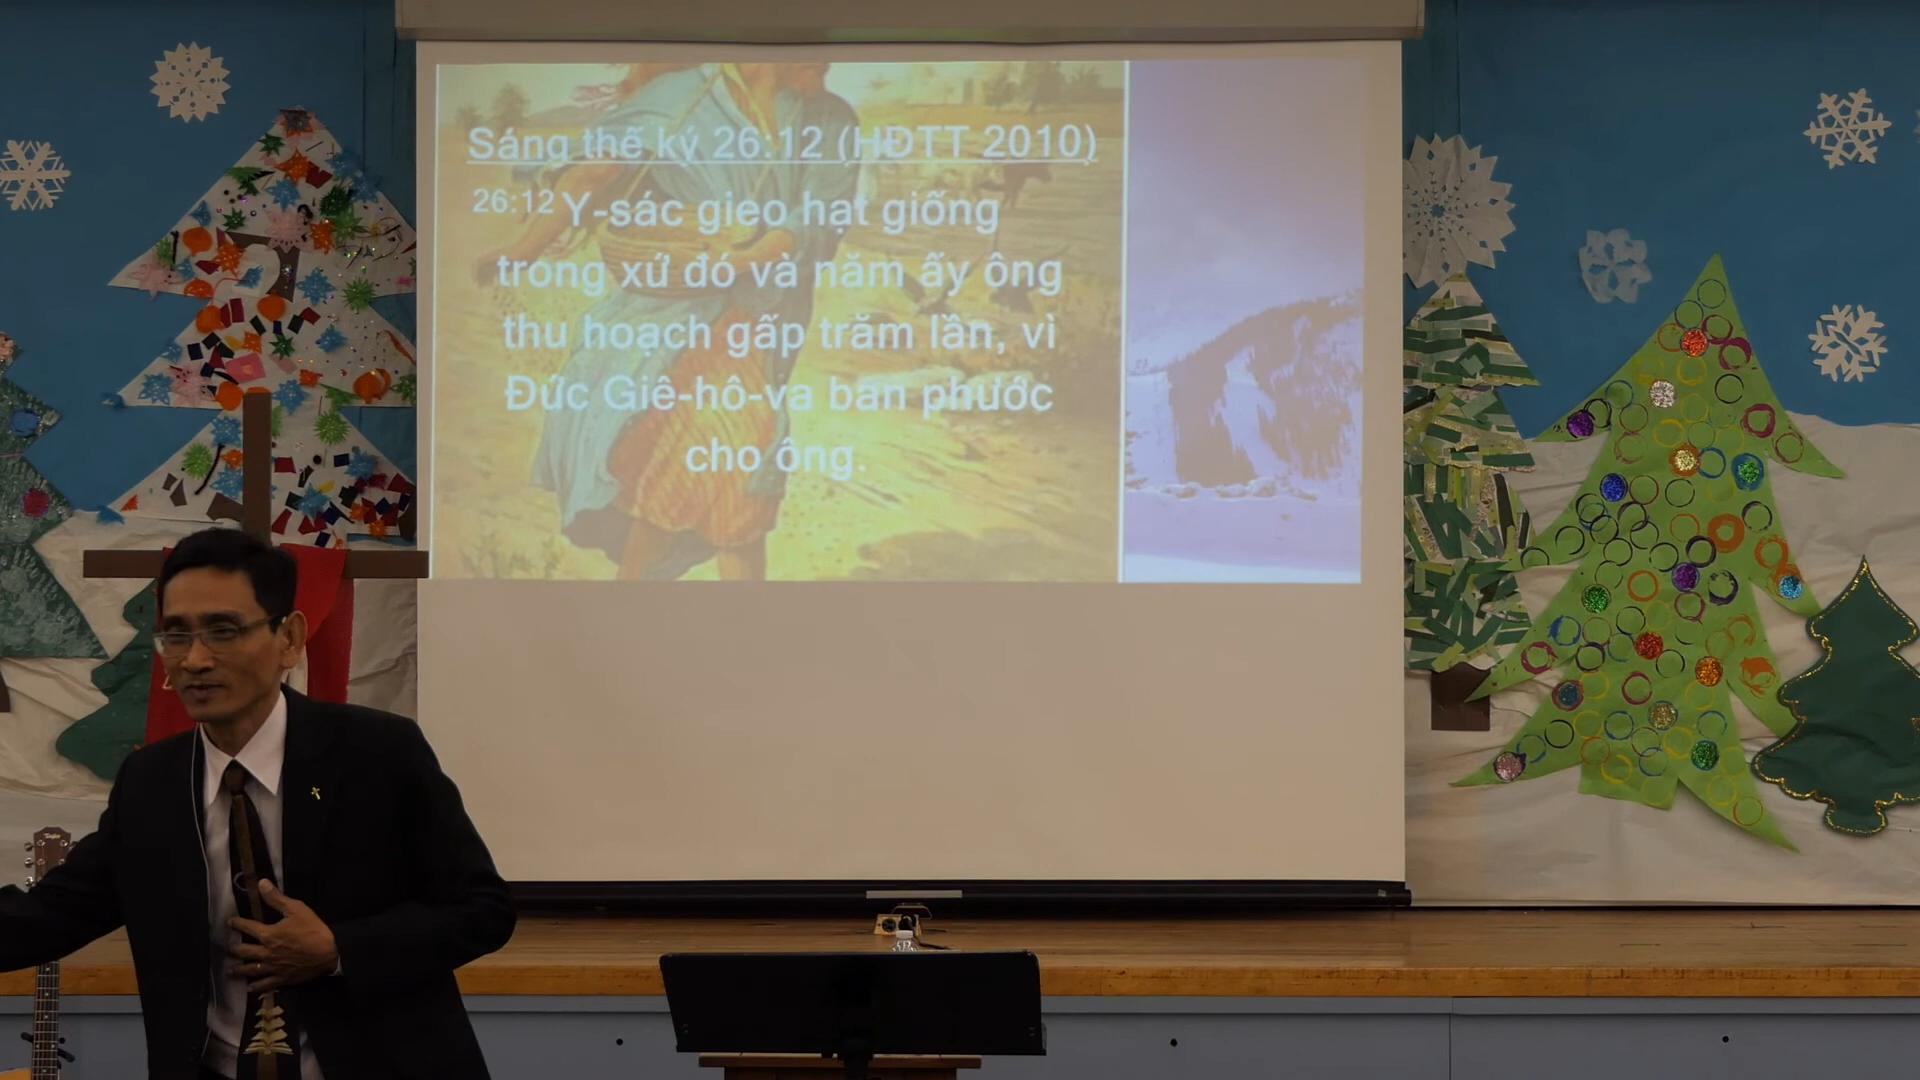 Sáng thế ký 26:12 (HĐTT 2010)
26:12 Y-sác gieo hạt giống
trong xứ đó và năm ấy ông
thu hoạch gấp trăm lần, vì
Đức Giê-hô-va ban phước
cho ông.
Taylor